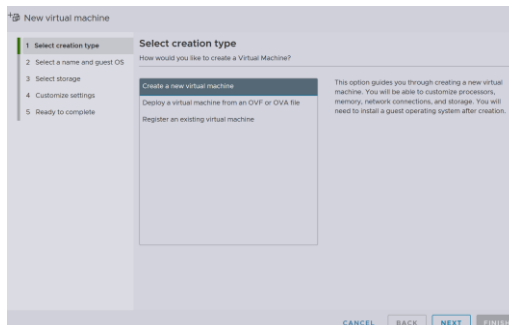 New virtual machine
1 Select creation type
2 Select a name and guest OS
3 Select storage
4 Customize settings
5 Ready to complete
Select creation type
How would you like to create a Virtual Machine?
Create a new virtual machine
Deploy a virtual machine from an OVF or OVA file
Register an existing virtual machine
This option guides you through creating a new virtual
machine. You will be able to customize processors,
memory, network connections, and storage. You will
need to install a guest operating system after creation.
CANCEL BACK NEXT FINISH